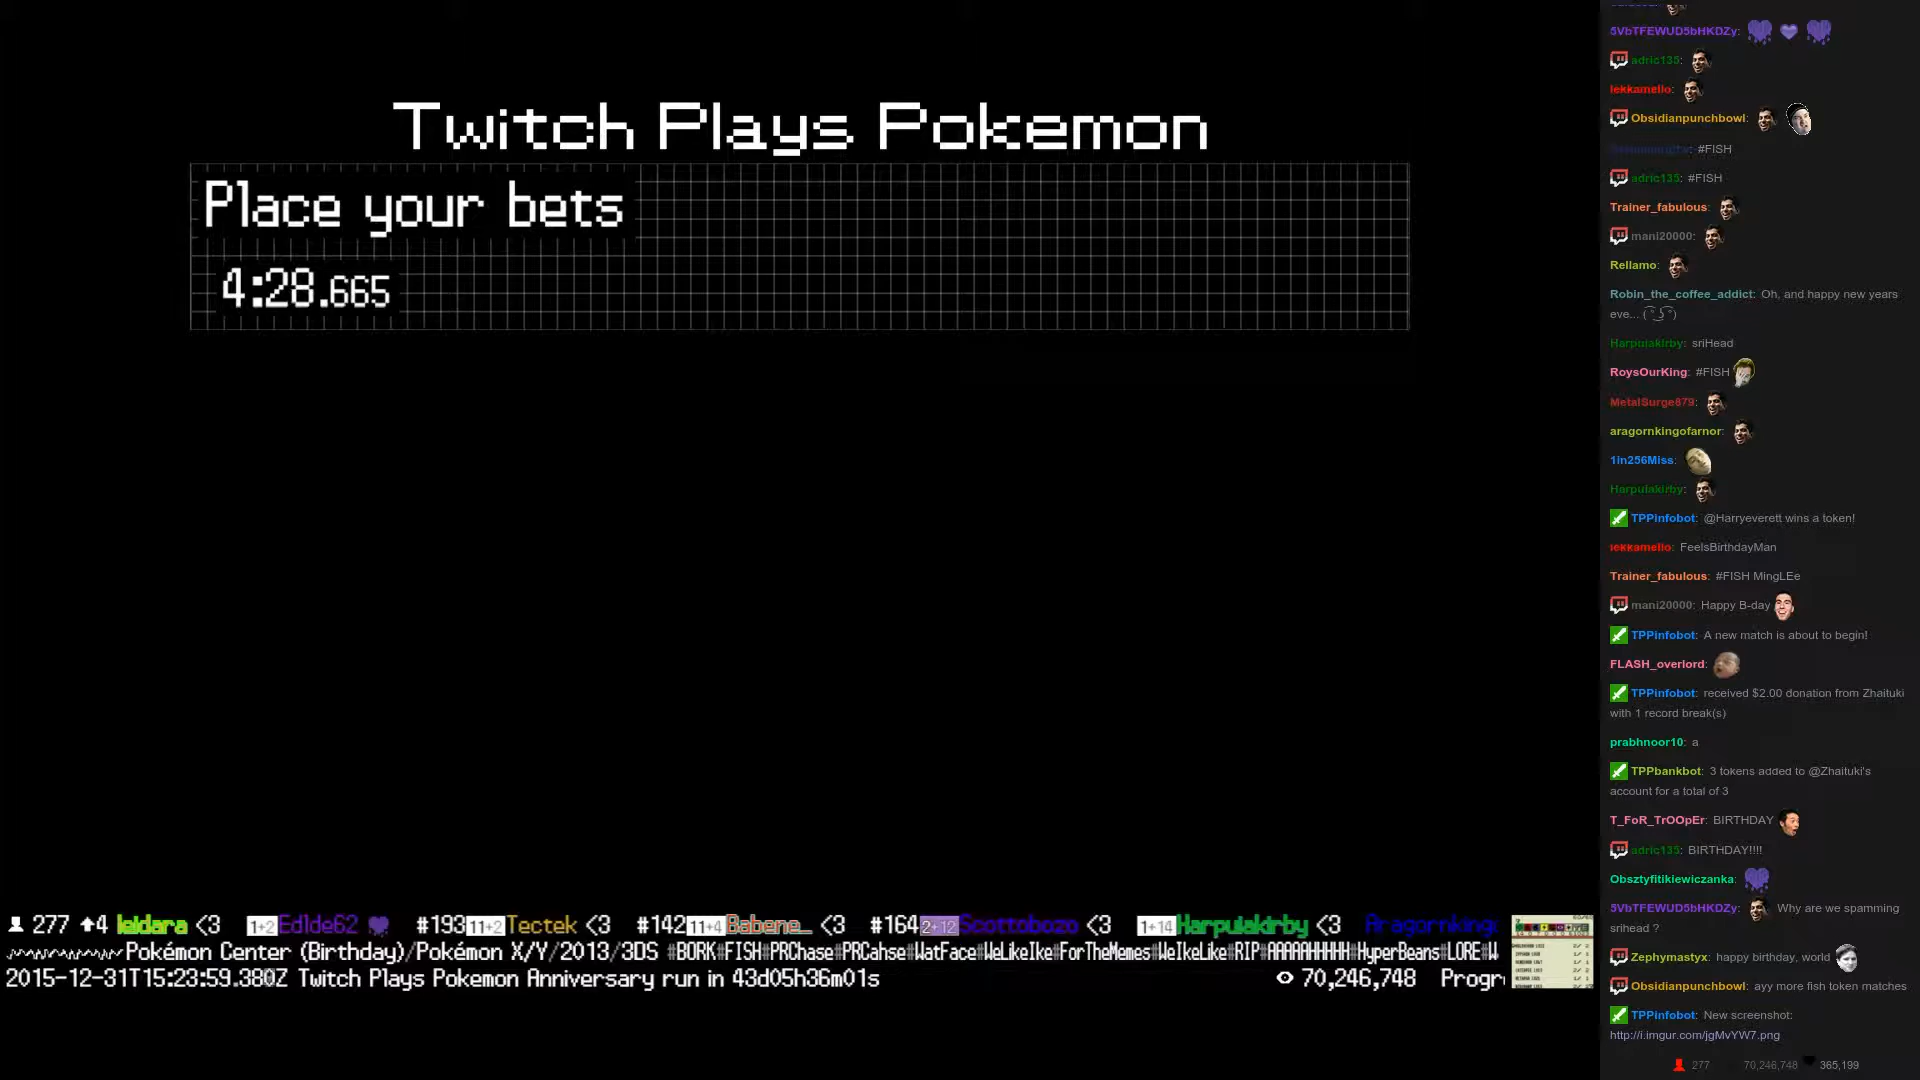 Twitch Plays Pokemon
Place your bets
4:28.665
277 4 leldara <3 1+2 Ed1de62 #193 11+2 Tectek <3 #142 11+4 Babene_ <3 #164 2+12 Scottobozo <3 1+14 Harpulakirby <3 Aragornking
Pokémon Center (Birthday)/Pokémon X/Y/2013/3DS #BORK#FISH#PRChase#PRCahse#WatFace#WeLikeIke#ForTheMemes#WeIkeLike#RIP#AAAAAHHHHH#HyperBeans#LORE#
2015-12-31T15:23:59.380Z Twitch Plays Pokemon Anniversary run in 43d05h36m01s
70,246,748 Progr
5VbTFEWUD5bHKDZy:
adric135:
lekkamello:
Obsidianpunchbowl:
#FISH
adric135: #FISH
Trainer_fabulous:
mani20000:
Rellamo:
Robin_the_coffee_addict: Oh, and happy new years
eve...
Harpulakirby: sriHead
RoysOurKing: #FISH
MetalSurge879:
aragornkingofarnor:
1in256Miss:
Harpulakirby:
TPPinfobot: @Harryeverett wins a token!
lekkamello: FeelsBirthdayMan
Trainer_fabulous: #FISH MingLEe
mani20000: Happy B-day
TPPinfobot: A new match is about to begin!
FLASH_overlord:
TPPinfobot: received $2.00 donation from Zhaituki
with 1 record break(s)
prabhnoor10: a
TPPbankbot: 3 tokens added to @Zhaituki's
account for a total of 3
T_FoR_TrOOpEr: BIRTHDAY
adric135: BIRTHDAY!!!!
Obsztyfitikiewiczanka:
5VbTFEWUD5bHKDZy: Why are we spamming
srihead ?
Zephymastyx: happy birthday, world
Obsidianpunchbowl: ayy more fish token matches
TPPinfobot: New screenshot:
http://i.imgur.com/jgMvYW7.png
277 70,246,748 365,199